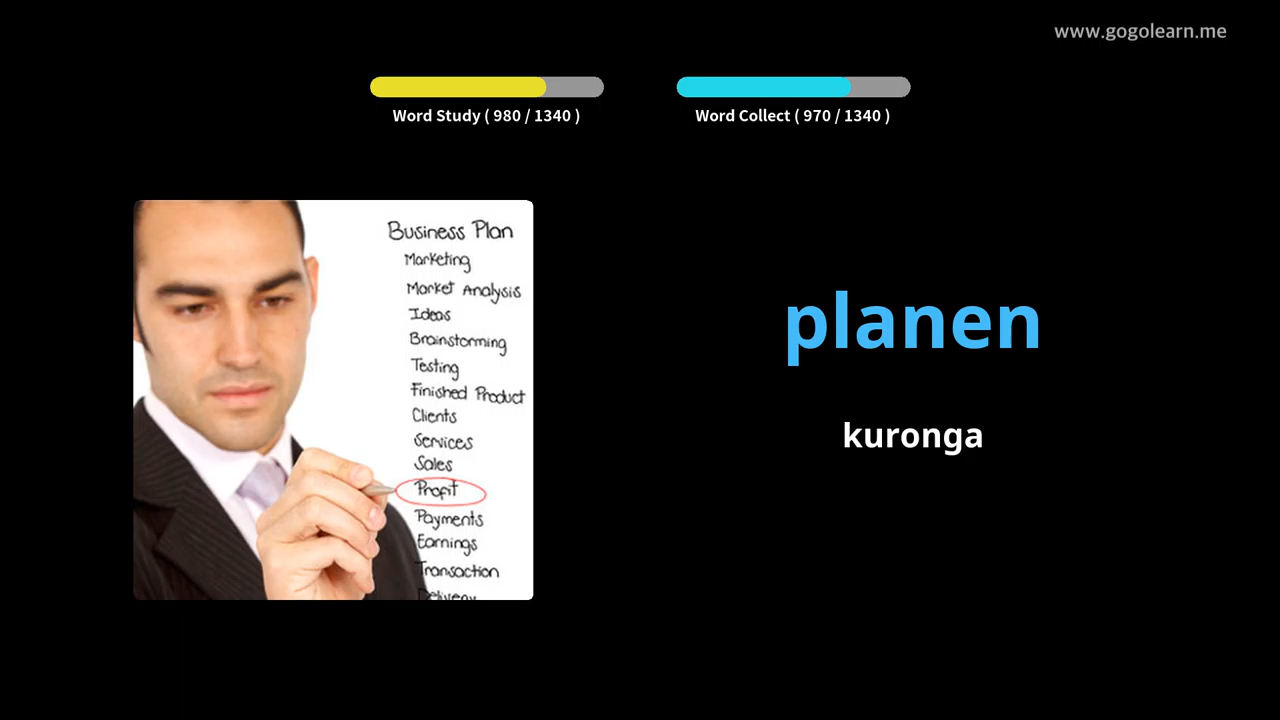 www.gogolearn.me
Word Study ( 980 / 1340 )
Word Collect ( 970 / 1340 )
Business Plan
Marketing
Market Analysis
Ideas
Brainstorming
Testing
Finished Product
Clients
Services
Sales
Profit
Payments
Earnings
Transaction
Delivery
planen
kuronga